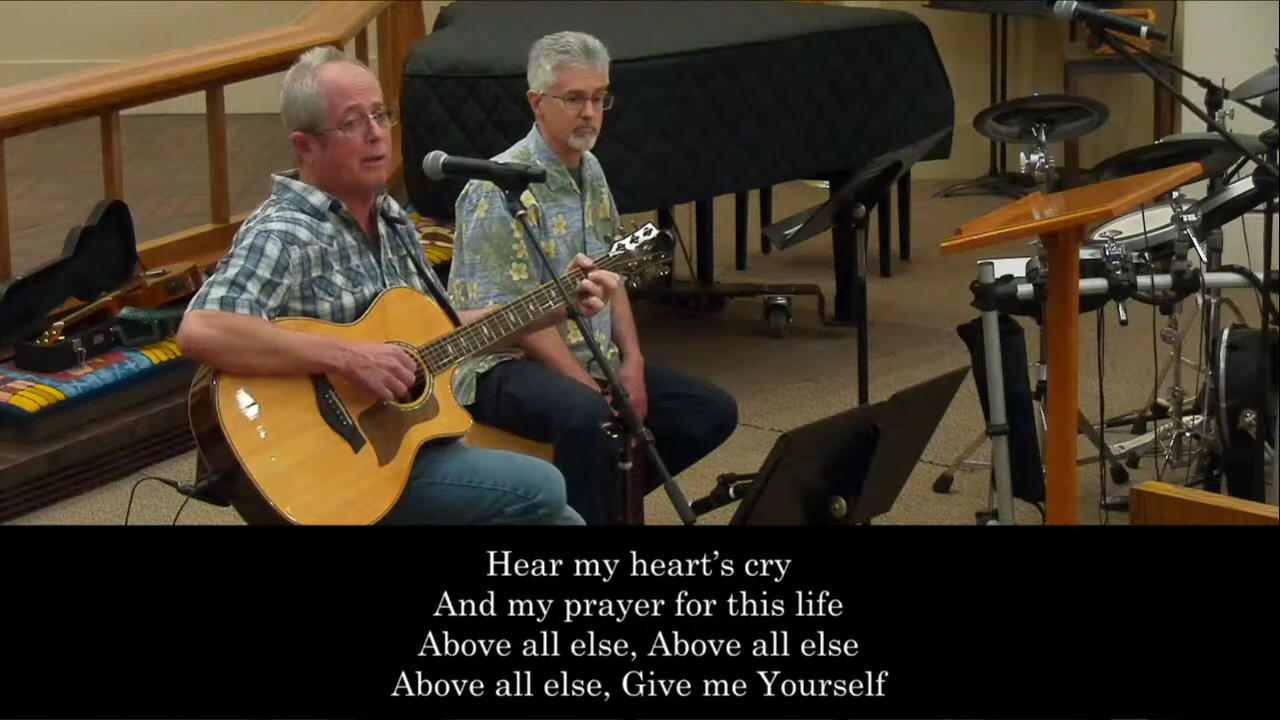 Hear my heart’s cry
And my prayer for this life
Above all else, Above all else
Above all else, Give me Yourself